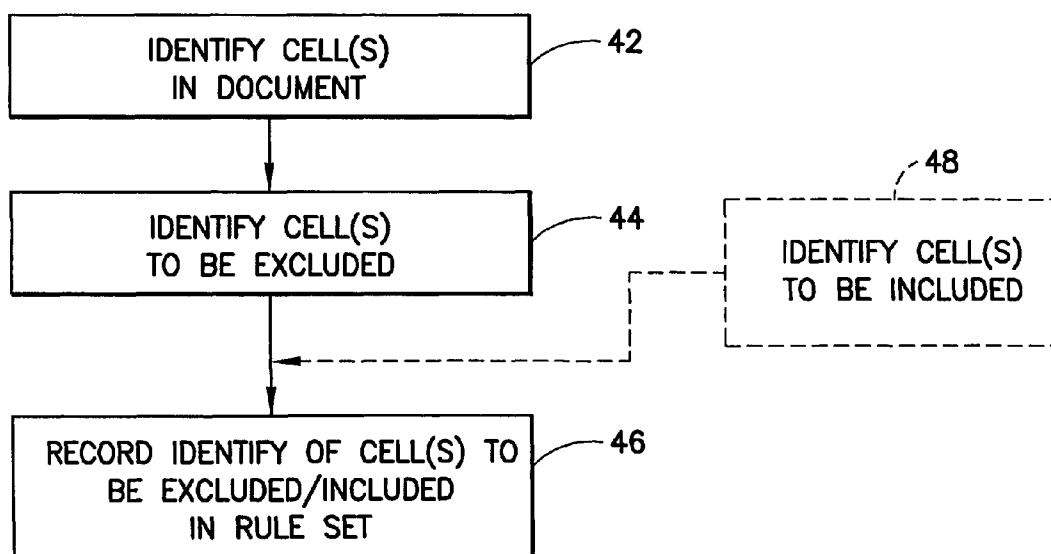 IDENTIFY CELL(S)
IN DOCUMENT
42
IDENTIFY CELL(S)
TO BE EXCLUDED
44
48
IDENTIFY CELL(S)
TO BE INCLUDED
RECORD IDENTIFY OF CELL(S) TO
BE EXCLUDED/INCLUDED
IN RULE SET
46